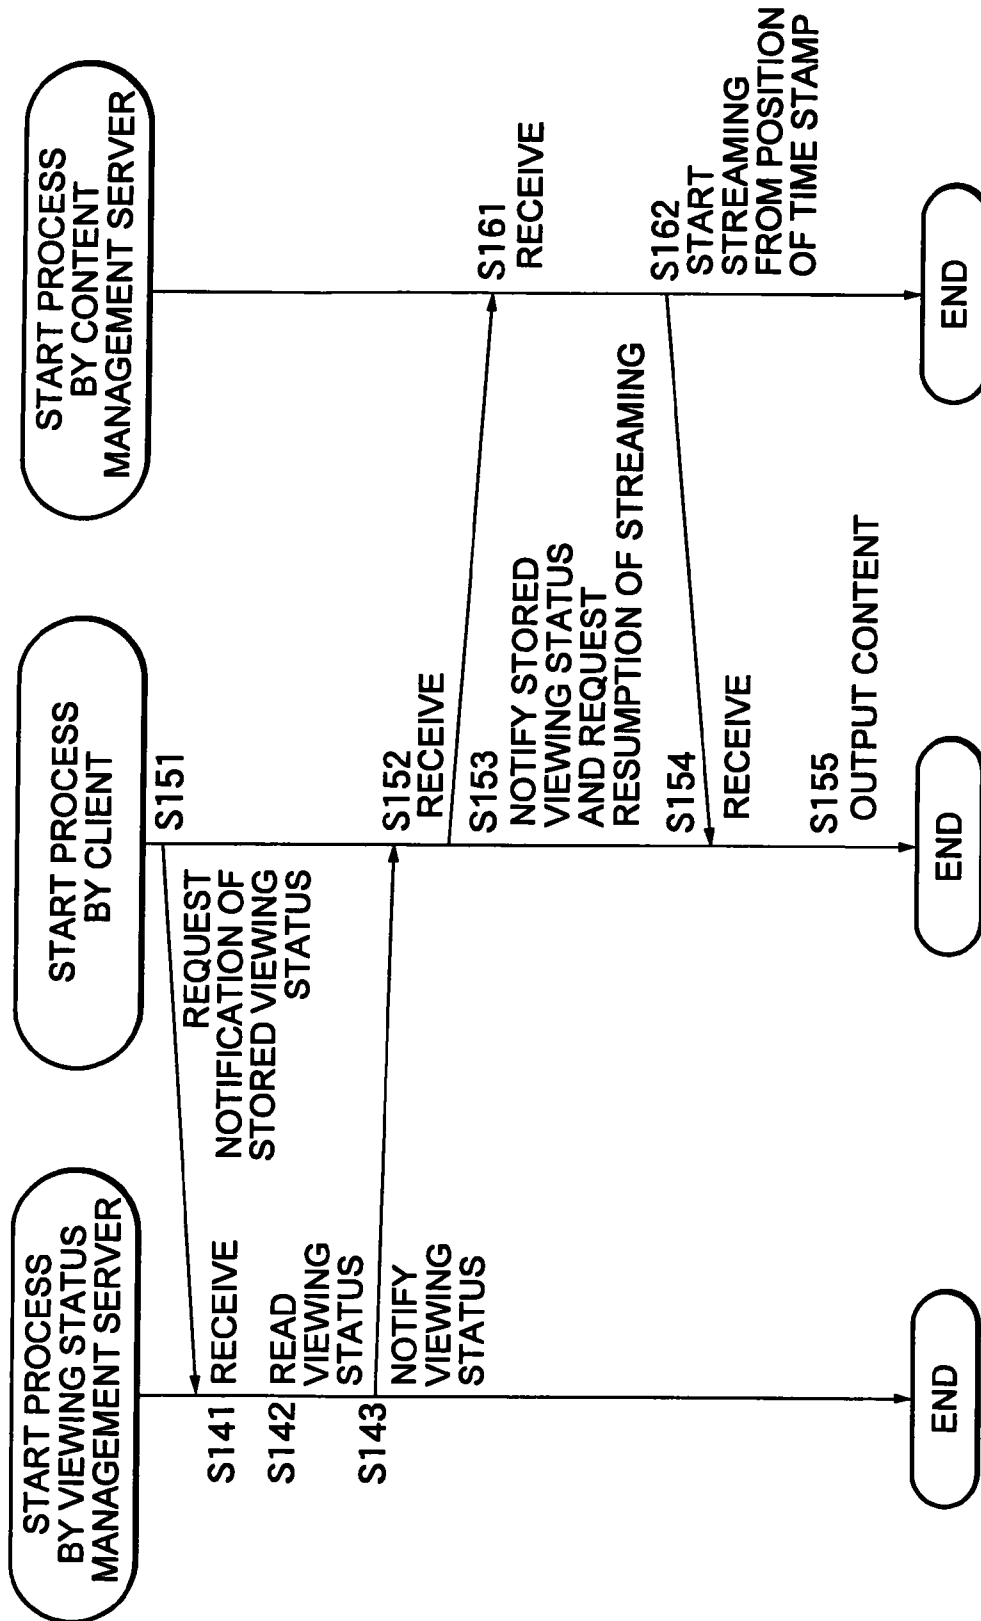 START PROCESS
BY VIEWING STATUS
MANAGEMENT SERVER
S141 RECEIVE
S142 READ
VIEWING
STATUS
S143
NOTIFY
VIEWING
STATUS
END
START PROCESS
BY CLIENT
S151
REQUEST
NOTIFICATION OF
STORED VIEWING
STATUS
S152
RECEIVE
S153
NOTIFY STORED
VIEWING STATUS
AND REQUEST
RESUMPTION OF STREAMING
S154
RECEIVE
S155
OUTPUT CONTENT
END
START PROCESS
BY CONTENT
MANAGEMENT SERVER
S161
RECEIVE
S162
START
STREAMING
FROM POSITION
OF TIME STAMP
END